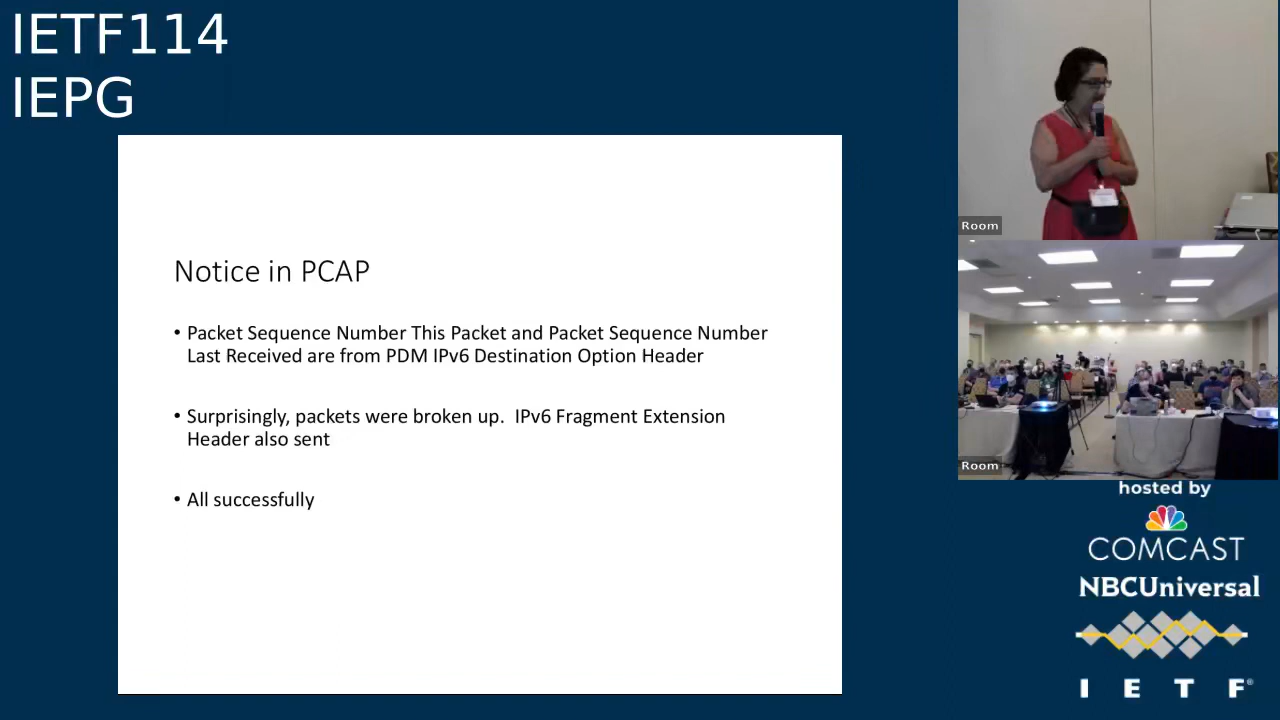 IETF114
IEPG
Notice in PCAP
• Packet Sequence Number This Packet and Packet Sequence Number
Last Received are from PDM IPv6 Destination Option Header
• Surprisingly, packets were broken up.  IPv6 Fragment Extension
Header also sent
• All successfully
Room
Room
hosted by
COMCAST
NBCUniversal
I E T F®